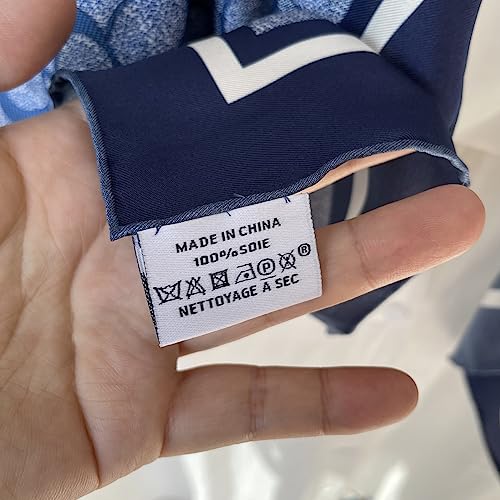 MADE IN CHINA
100%SOIE
P ®
NETTOYAGE À SEC